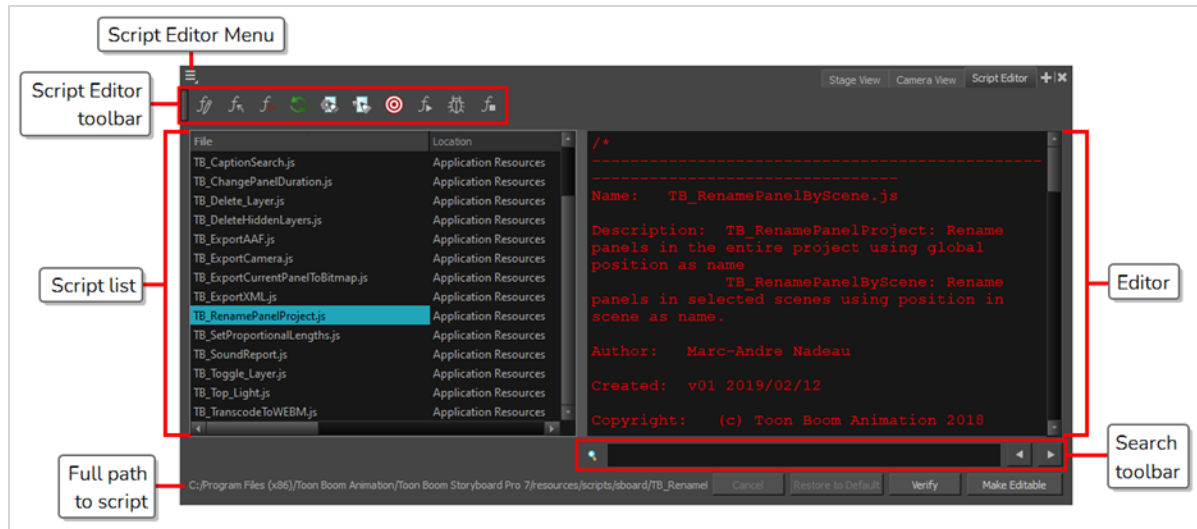 Script Editor Menu
Stage View Camera View Script Editor
Script Editor
toolbar
File Location
TB_CaptionSearch.js Application Resources
TB_ChangePanelDuration.js Application Resources
TB_Delete_Layer.js Application Resources
TB_DeleteHiddenLayers.js Application Resources
TB_ExportAAF.js Application Resources
TB_ExportCamera.js Application Resources
TB_ExportCurrentPanelToBitmap.js Application Resources
TB_ExportXML.js Application Resources
TB_RenamePanelProject.js Application Resources
TB_SetProportionalLengths.js Application Resources
TB_SoundReport.js Application Resources
TB_Toggle_Layer.js Application Resources
TB_Top_Light.js Application Resources
TB_TranscodeToWEBM.js Application Resources
Script list
/*
------------------------------------------------
--------------------------------
Name: TB_RenamePanelByScene.js
Description: TB_RenamePanelProject: Rename
panels in the entire project using global
position as name
TB_RenamePanelByScene: Rename
panels in selected scenes using position in
scene as name.
Author: Marc-Andre Nadeau
Created: v01 2019/02/12
Copyright: (c) Toon Boom Animation 2018
Editor
Search
toolbar
Full path
to script
C:/Program Files (x86)/Toon Boom Animation/Toon Boom Storyboard Pro 7/resources/scripts/sboard/TB_Renamel
Cancel Restore to Default Verify Make Editable